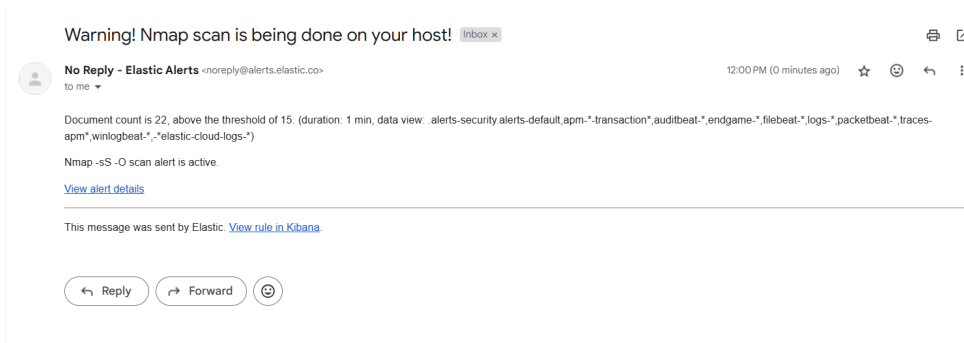 Warning! Nmap scan is being done on your host! Inbox x
No Reply - Elastic Alerts <noreply@alerts.elastic.co> 12:00 PM (0 minutes ago)
to me
Document count is 22, above the threshold of 15. (duration: 1 min, data view: .alerts-security.alerts-default,apm-*-transaction*,auditbeat-*,endgame-*,filebeat-*,logs-*,packetbeat-*,traces-
apm*,winlogbeat-*,-*elastic-cloud-logs-*)
Nmap -sS -O scan alert is active.
View alert details
This message was sent by Elastic. View rule in Kibana.
Reply Forward